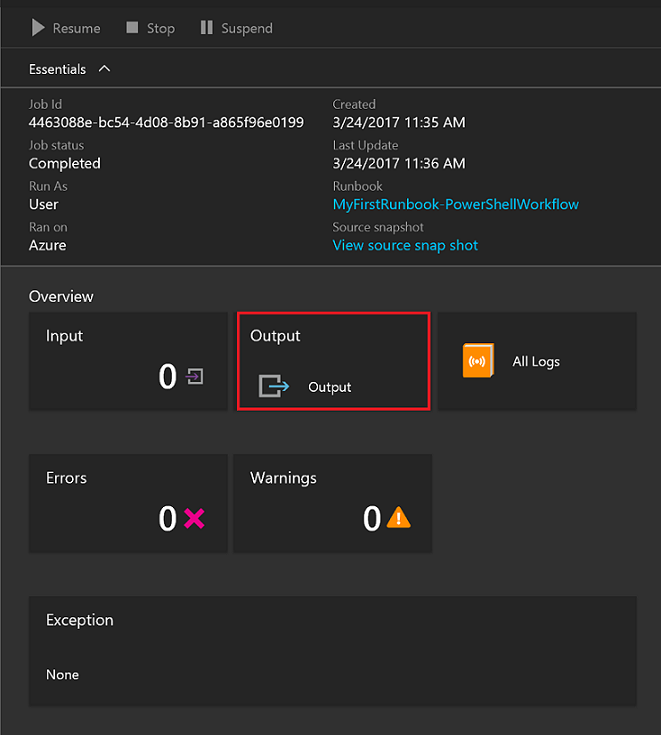 Resume Stop Suspend
Essentials
Job Id
4463088e-bc54-4d08-8b91-a865f96e0199
Created
3/24/2017 11:35 AM
Job status
Completed
Last Update
3/24/2017 11:36 AM
Run As
User
Runbook
MyFirstRunbook-PowerShellWorkflow
Ran on
Azure
Source snapshot
View source snap shot
Overview
Input
0
Output
Output
All Logs
Errors
0
Warnings
0
Exception
None